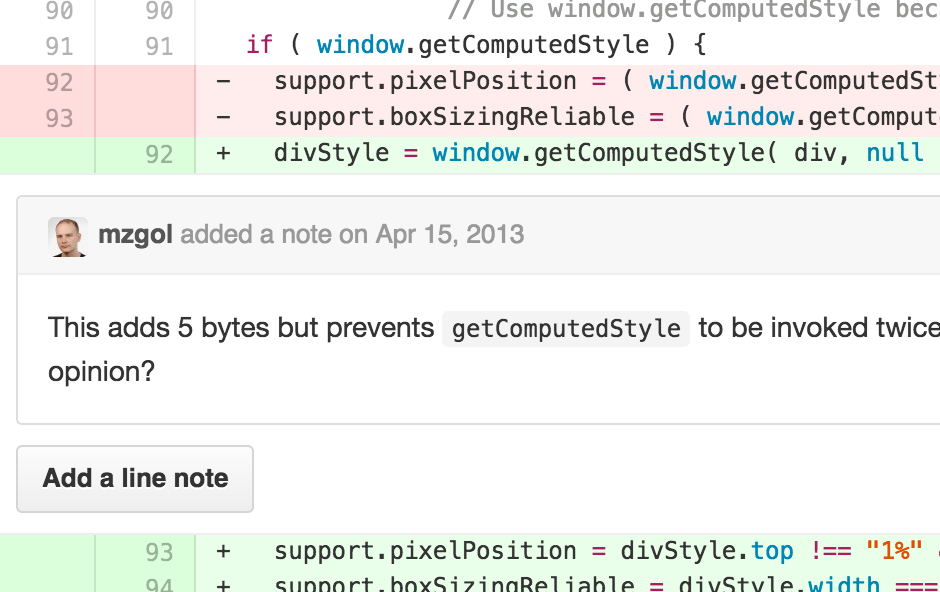 90 90 // Use window.getComputedStyle bec
91 91 if ( window.getComputedStyle ) {
92 - support.pixelPosition = ( window.getComputedSt
93 - support.boxSizingReliable = ( window.getComput
92 + divStyle = window.getComputedStyle( div, null
mzgol added a note on Apr 15, 2013
This adds 5 bytes but prevents getComputedStyle to be invoked twice
opinion?
Add a line note
93 + support.pixelPosition = divStyle.top !== "1%"
94 + support.boxSizingReliable = divStyle.width ===